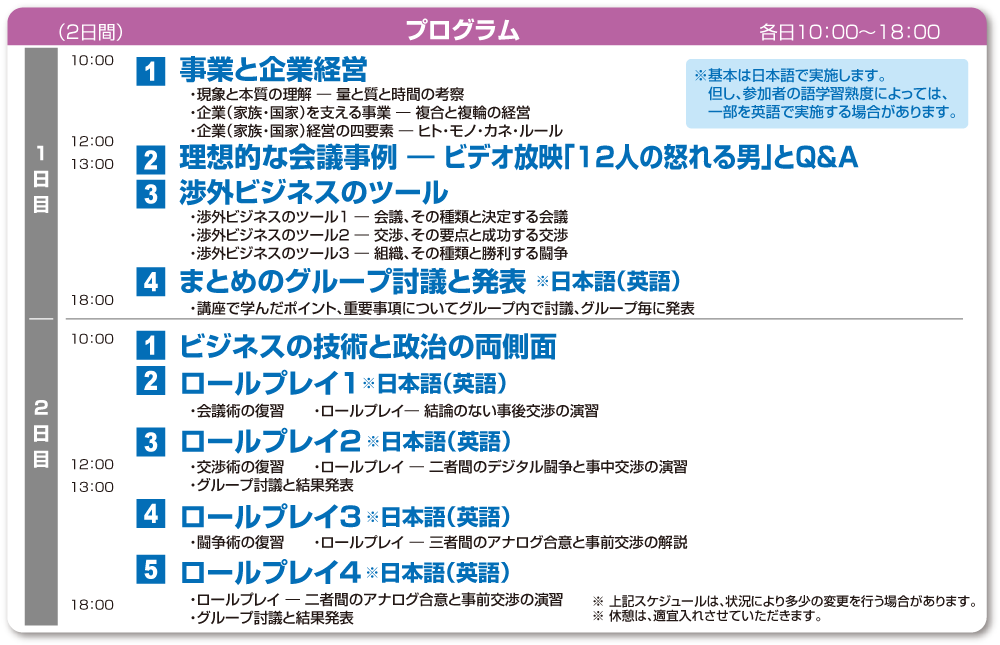 （2日間）
プログラム
各日10：00～18：00
1日目
10:00
1 事業と企業経営
・現象と本質の理解 ― 量と質と時間の考察
・企業（家族・国家）を支える事業 ― 複合と複輪の経営
・企業（家族・国家）経営の四要素 ― ヒト・モノ・カネ・ルール
※基本は日本語で実施します。
但し、参加者の語学習熟度によっては、
一部を英語で実施する場合があります。
12:00
13:00
2 理想的な会議事例 ― ビデオ放映「12人の怒れる男」とQ&A
3 渉外ビジネスのツール
・渉外ビジネスのツール1 ― 会議、その種類と決定する会議
・渉外ビジネスのツール2 ― 交渉、その要点と成功する交渉
・渉外ビジネスのツール3 ― 組織、その種類と勝利する闘争
4 まとめのグループ討議と発表 ※日本語（英語）
18:00
・講座で学んだポイント、重要事項についてグループ内で討議、グループ毎に発表
2日目
10:00
1 ビジネスの技術と政治の両側面
2 ロールプレイ1 ※日本語（英語）
・会議術の復習　・ロールプレイ― 結論のない事後交渉の演習
3 ロールプレイ2 ※日本語（英語）
12:00
・交渉術の復習　・ロールプレイ ― 二者間のデジタル闘争と事中交渉の演習
13:00
・グループ討議と結果発表
4 ロールプレイ3 ※日本語（英語）
・闘争術の復習　・ロールプレイ ― 三者間のアナログ合意と事前交渉の解説
5 ロールプレイ4 ※日本語（英語）
18:00
・ロールプレイ ― 二者間のアナログ合意と事前交渉の演習
・グループ討議と結果発表
※ 上記スケジュールは、状況により多少の変更を行う場合があります。
※ 休憩は、適宜入れさせていただきます。